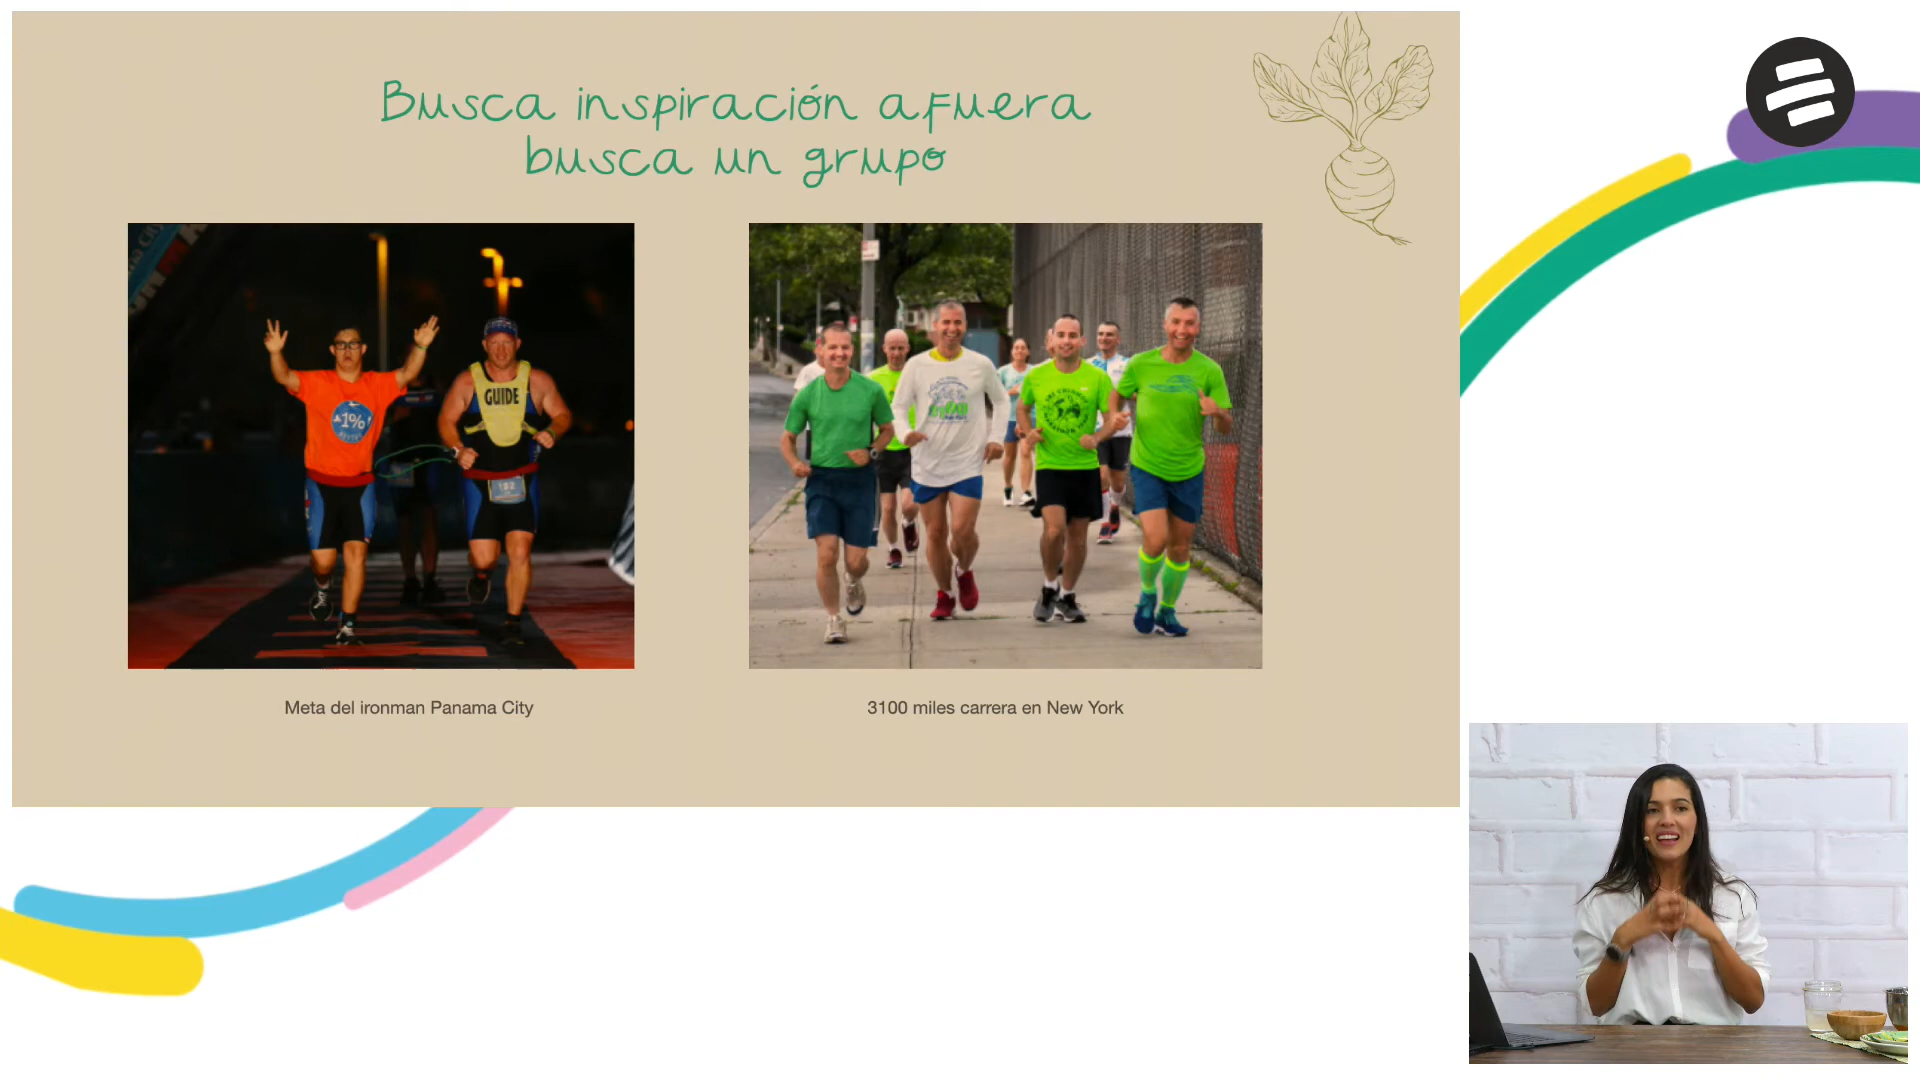 Busca inspiración afuera
busca un grupo
GUIDE
1%
132
Meta del ironman Panama City
3100 miles carrera en New York